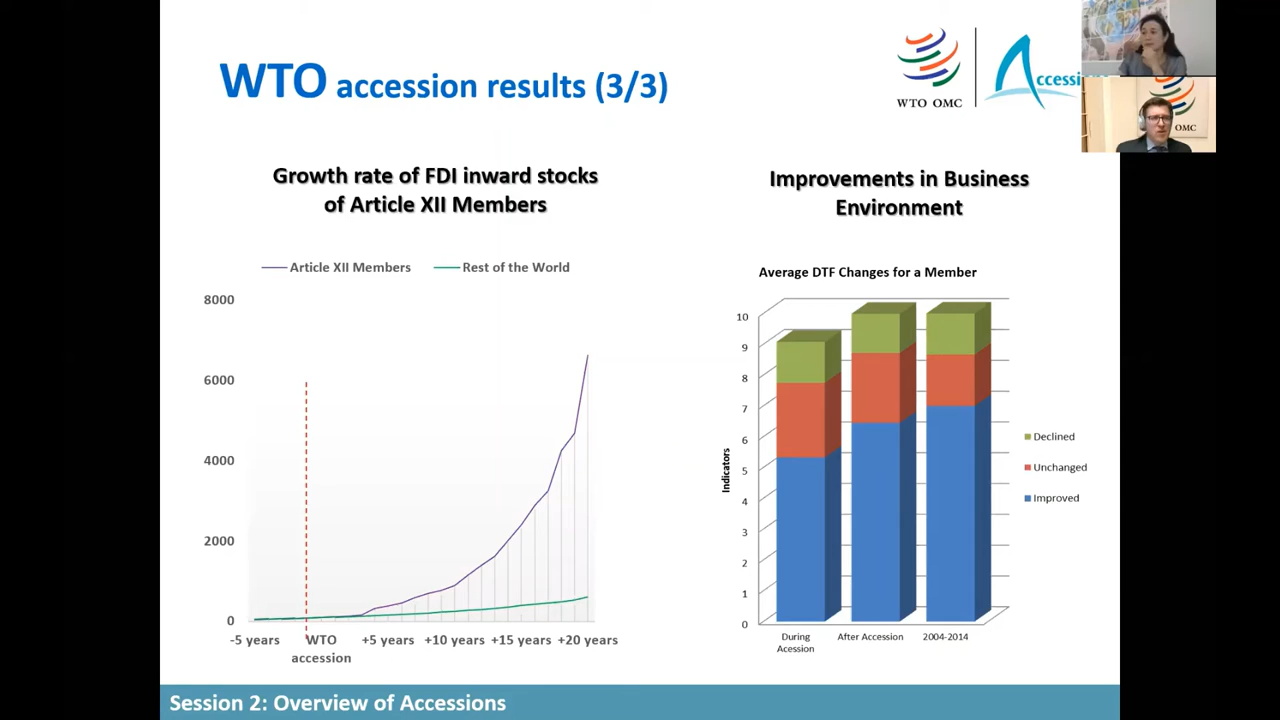 WTO accession results (3/3)
WTO OMC
Accessi
OMC
Growth rate of FDI inward stocks
of Article XII Members
Article XII Members
Rest of the World
8000
6000
4000
2000
0
-5 years
WTO
accession
+5 years
+10 years
+15 years
+20 years
Improvements in Business
Environment
Average DTF Changes for a Member
Indicators
10
9
8
7
6
5
4
3
2
1
0
During
Acession
After Accession
2004-2014
Declined
Unchanged
Improved
Session 2: Overview of Accessions